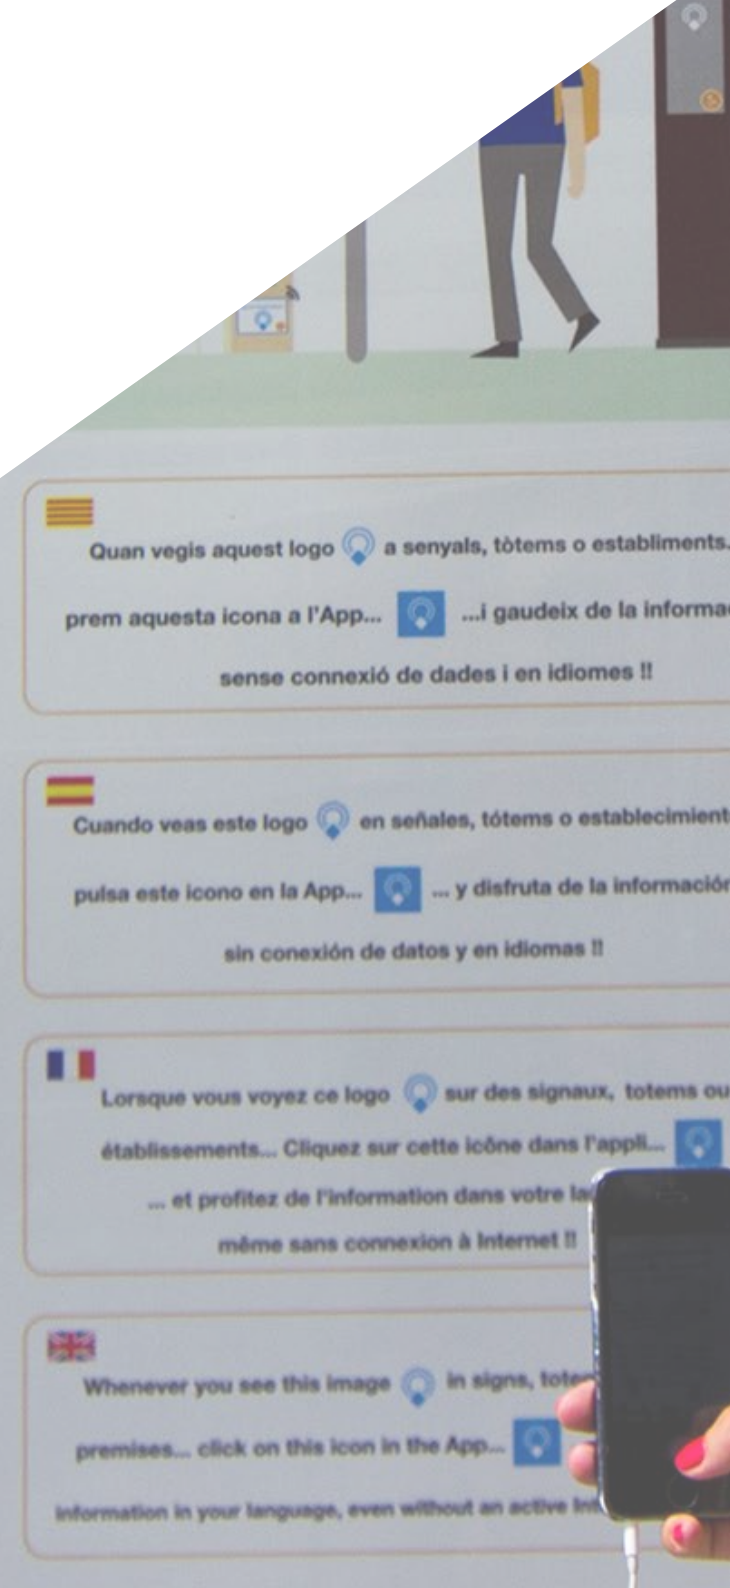 Quan vegis aquest logo a senyals, tòtems o establiments.
prem aquesta icona a l'App... ...i gaudeix de la informa
sense connexió de dades i en idiomes !!
Cuando veas este logo en señales, tótems o establecimient
pulsa este icono en la App... ... y disfruta de la información
sin conexión de datos y en idiomas !!
Lorsque vous voyez ce logo sur des signaux, totems ou
établissements... Cliquez sur cette icône dans l'appli...
... et profitez de l'information dans votre la
même sans connexion à Internet !!
Whenever you see this image in signs, tote
premises... click on this icon in the App...
information in your language, even without an active In